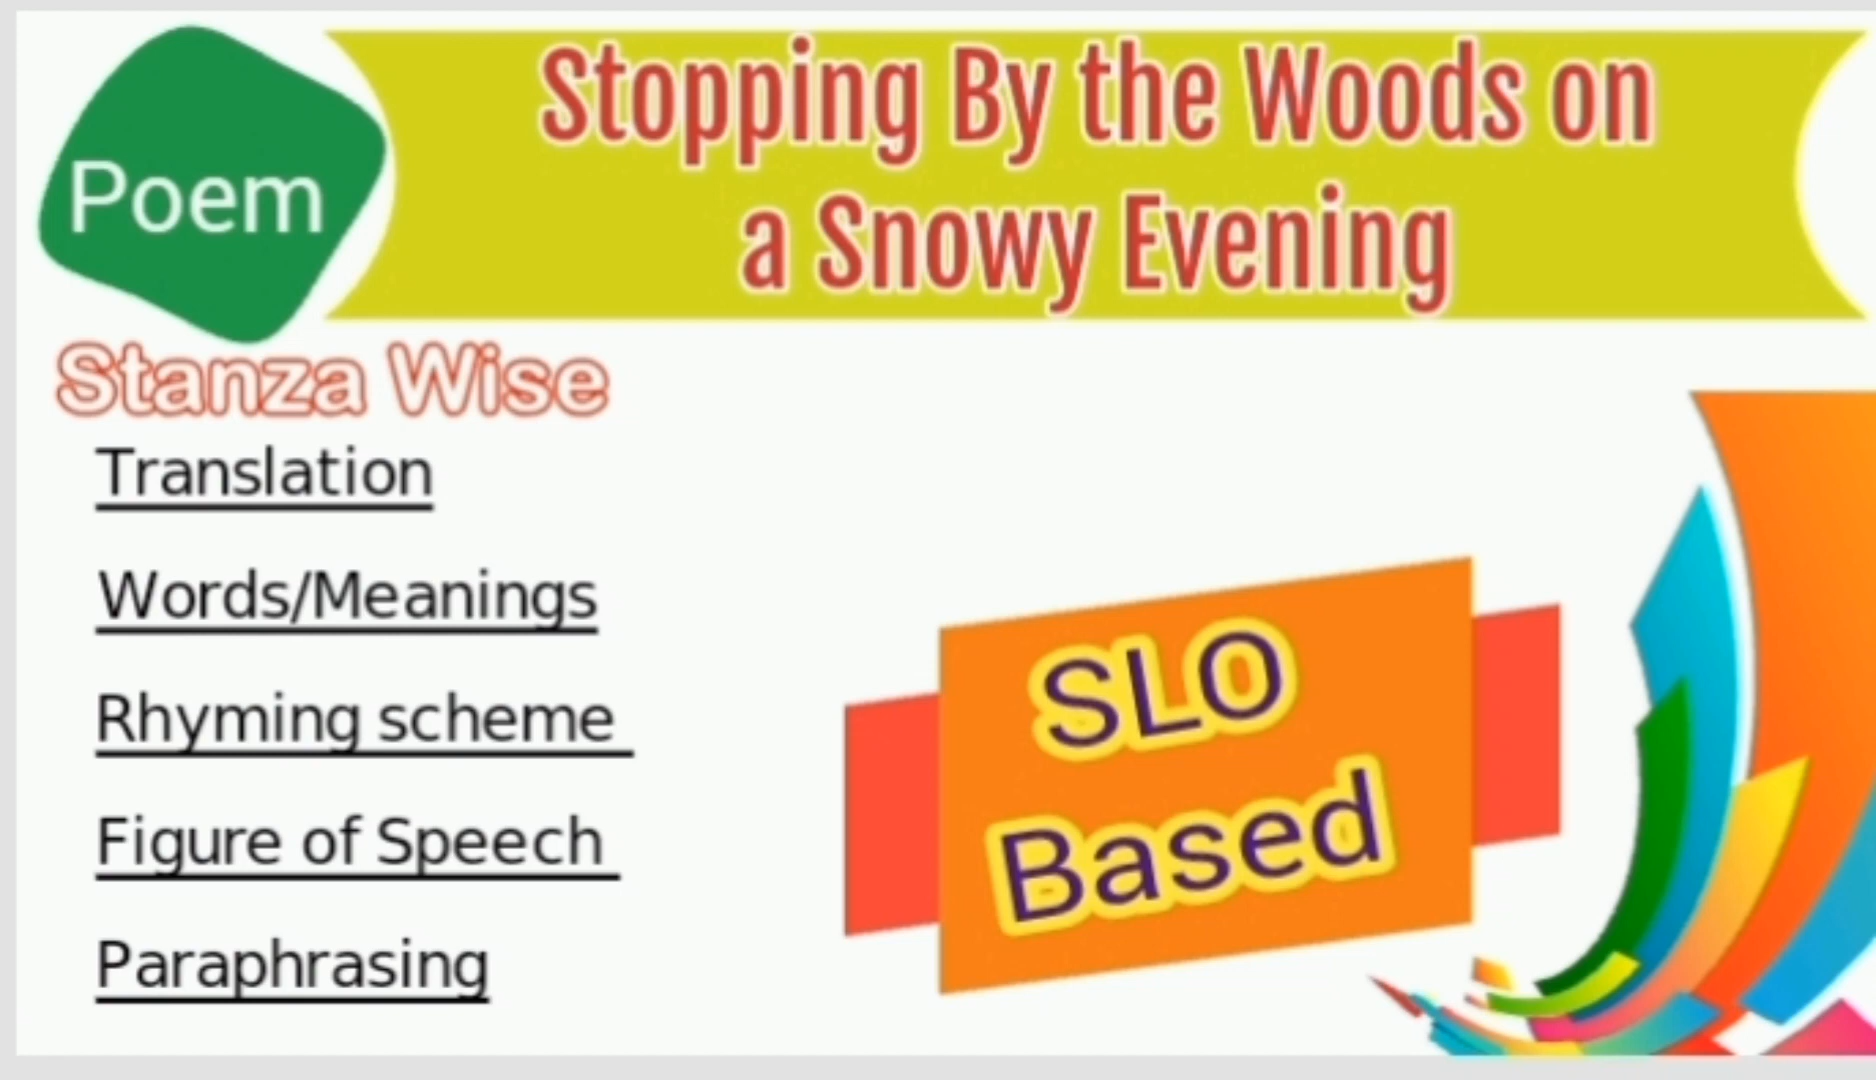 Poem
Stopping By the Woods on
a Snowy Evening
Stanza Wise
Translation
Words/Meanings
Rhyming scheme
Figure of Speech
Paraphrasing
SLO
Based